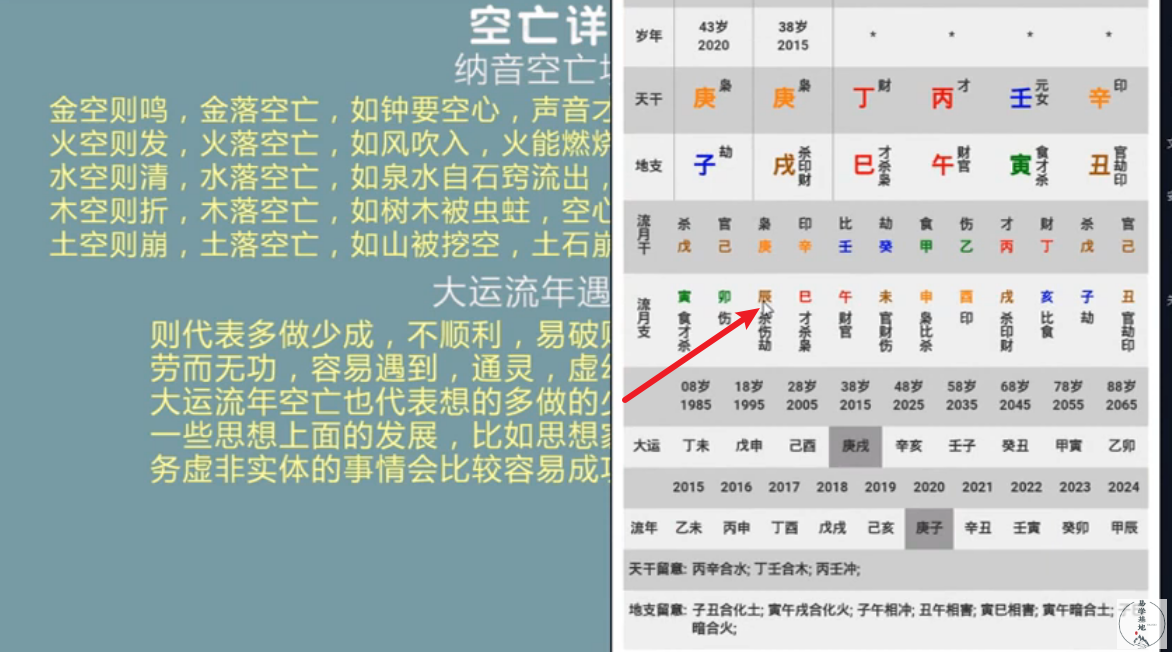 空亡详
纳音空亡
金空则鸣，金落空亡，如钟要空心，声音
火空则发，火落空亡，如风吹入，火能燃烧
水空则清，水落空亡，如泉水自石窍流出，
木空则折，木落空亡，如树木被虫蛀，空心
土空则崩，土落空亡，如山被挖空，土石崩
大运流年遇
则代表多做少成，不顺利，易破财
劳而无功，容易遇到，通灵，虚幻
大运流年空亡也代表想的多做的少
一些思想上面的发展，比如思想家
务虚非实体的事情会比较容易成功
岁年 43岁 38岁 * * * *
2020 2015
天干 庚 枭 庚 枭 丁 财 丙 才 壬 元女 辛 印
地支 子 劫 戌 杀印财 巳 才杀枭 午 财官 寅 食才杀 丑 官劫印
流月干 杀 官 枭 印 比 劫 食 伤 才 财 杀 官
戊 己 庚 辛 壬 癸 甲 乙 丙 丁 戊 己
流月支 寅 卯 辰 巳 午 未 申 酉 戌 亥 子 丑
食才杀 伤 杀伤劫 才杀枭 财官 官财伤 枭比杀 印 杀印财 比食 劫 官劫印
08岁 18岁 28岁 38岁 48岁 58岁 68岁 78岁 88岁
1985 1995 2005 2015 2025 2035 2045 2055 2065
大运 丁未 戊申 己酉 庚戌 辛亥 壬子 癸丑 甲寅 乙卯
2015 2016 2017 2018 2019 2020 2021 2022 2023 2024
流年 乙未 丙申 丁酉 戊戌 己亥 庚子 辛丑 壬寅 癸卯 甲辰
天干留意: 丙辛合水; 丁壬合木; 丙壬冲;
地支留意: 子丑合化土; 寅午戌合化火; 子午相冲; 丑午相害; 寅巳相害; 寅午暗合土;
暗合火;
易学基地